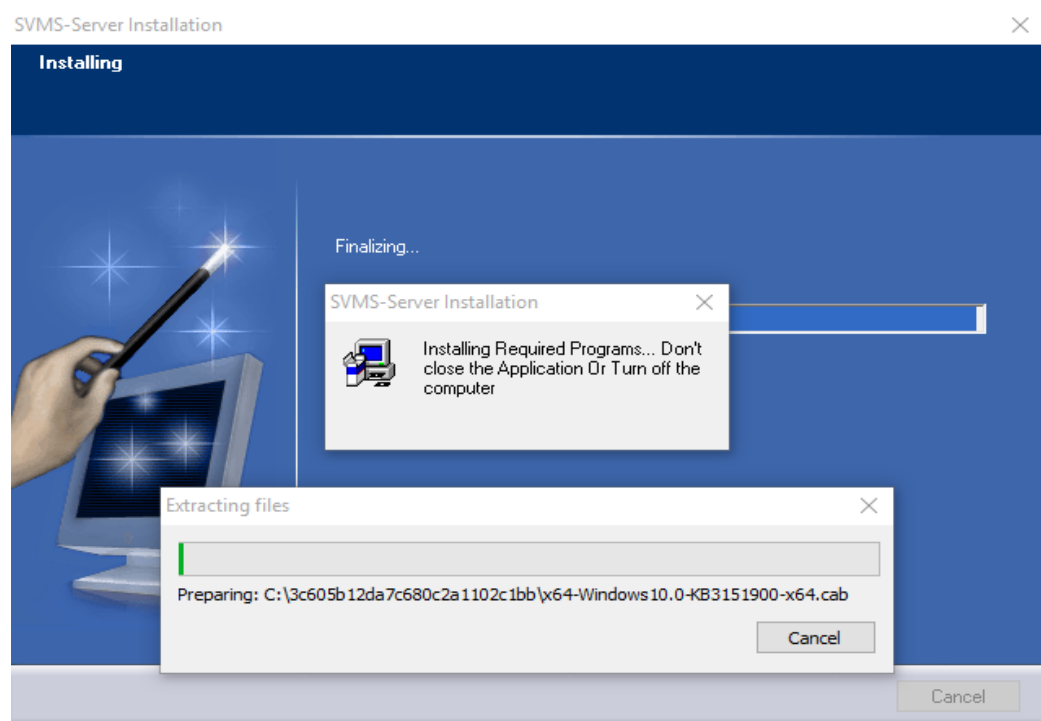 SVMS-Server Installation
Installing
Finalizing...
SVMS-Server Installation
Installing Required Programs... Don't
close the Application Or Turn off the
computer
Extracting files
Preparing: C:\3c605b12da7c680c2a1102c1bb\x64-Windows10.0-KB3151900-x64.cab
Cancel
Cancel